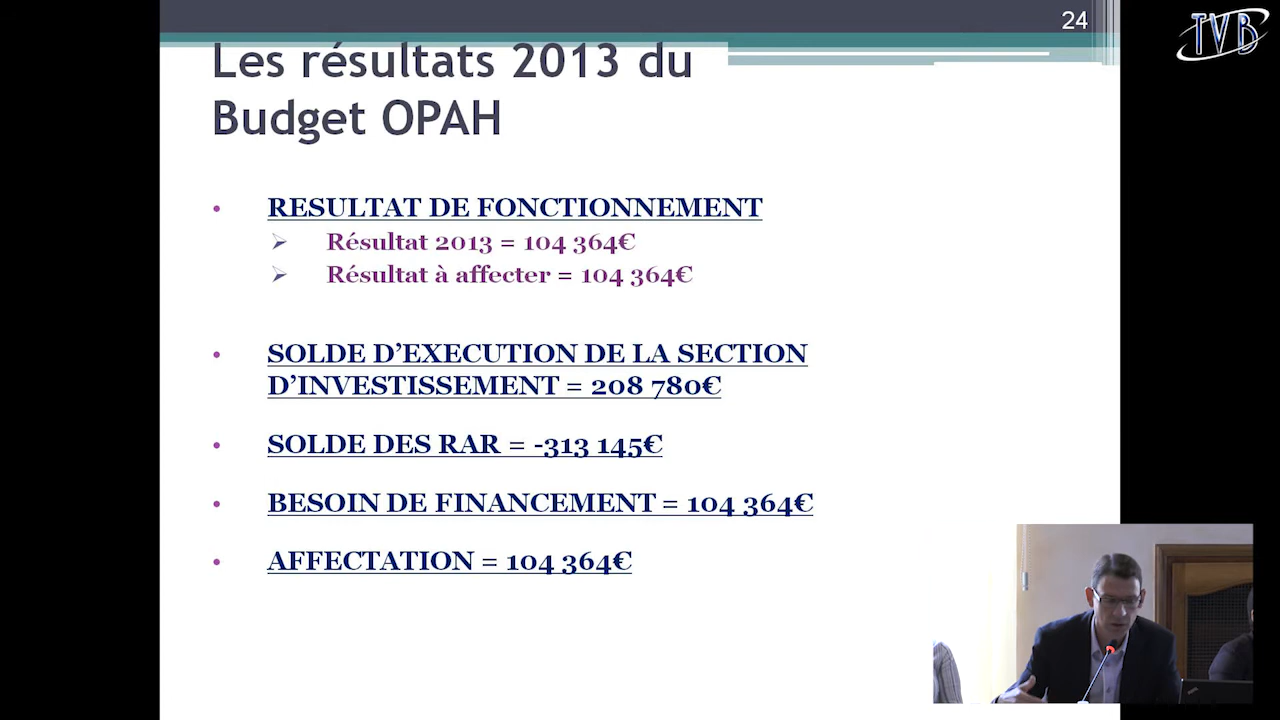 24
TVB
Les résultats 2013 du
Budget OPAH
• RESULTAT DE FONCTIONNEMENT
➢ Résultat 2013 = 104 364€
➢ Résultat à affecter = 104 364€
• SOLDE D’EXECUTION DE LA SECTION
D’INVESTISSEMENT = 208 780€
• SOLDE DES RAR = -313 145€
• BESOIN DE FINANCEMENT = 104 364€
• AFFECTATION = 104 364€